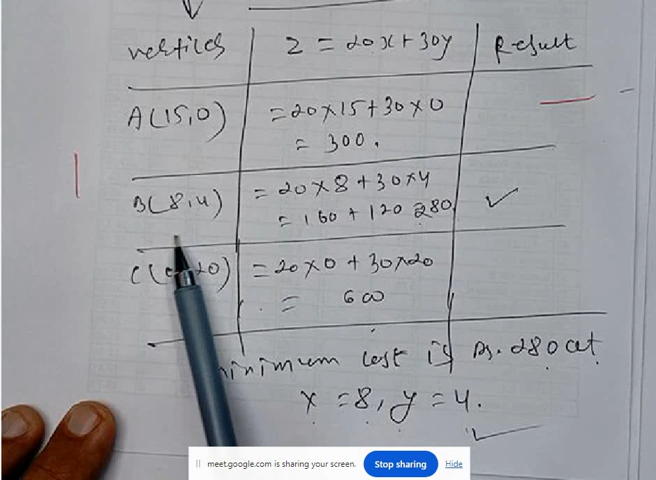 vertices Z = 20x + 30y Result
A(15,0) = 20×15+30×0
= 300.
B(8,4) = 20×8+30×4
= 160 + 120 = 280 ✓
C( 20) = 20×0 + 30×20
= 600
minimum cost is Rs. 280 at
x = 8, y = 4.
meet.google.com is sharing your screen. Stop sharing Hide